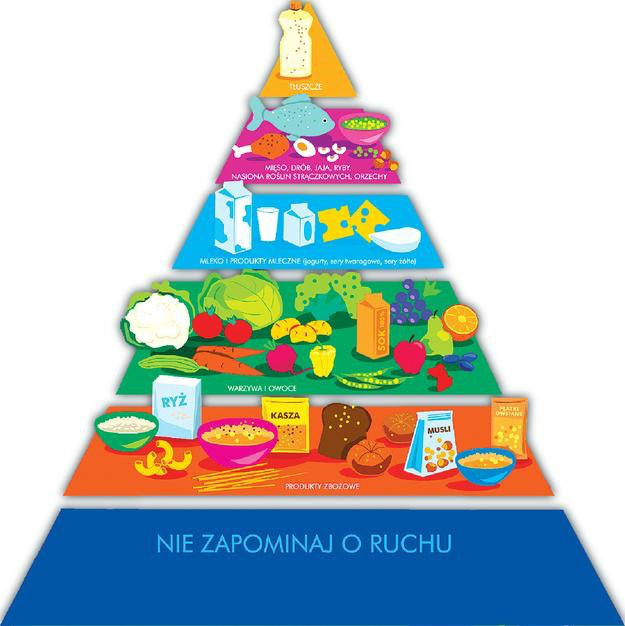 TŁUSZCZE
MIĘSO, DRÓB, JAJA, RYBY,
NASIONA ROŚLIN STRĄCZKOWYCH, ORZECHY
MLEKO I PRODUKTY MLECZNE (jogurty, sery twarogowe, sery żółte)
SOK 100%
WARZYWA I OWOCE
RYŻ
KASZA
MUSLI
PŁATKI
OWSIANE
PRODUKTY ZBOŻOWE
NIE ZAPOMINAJ O RUCHU